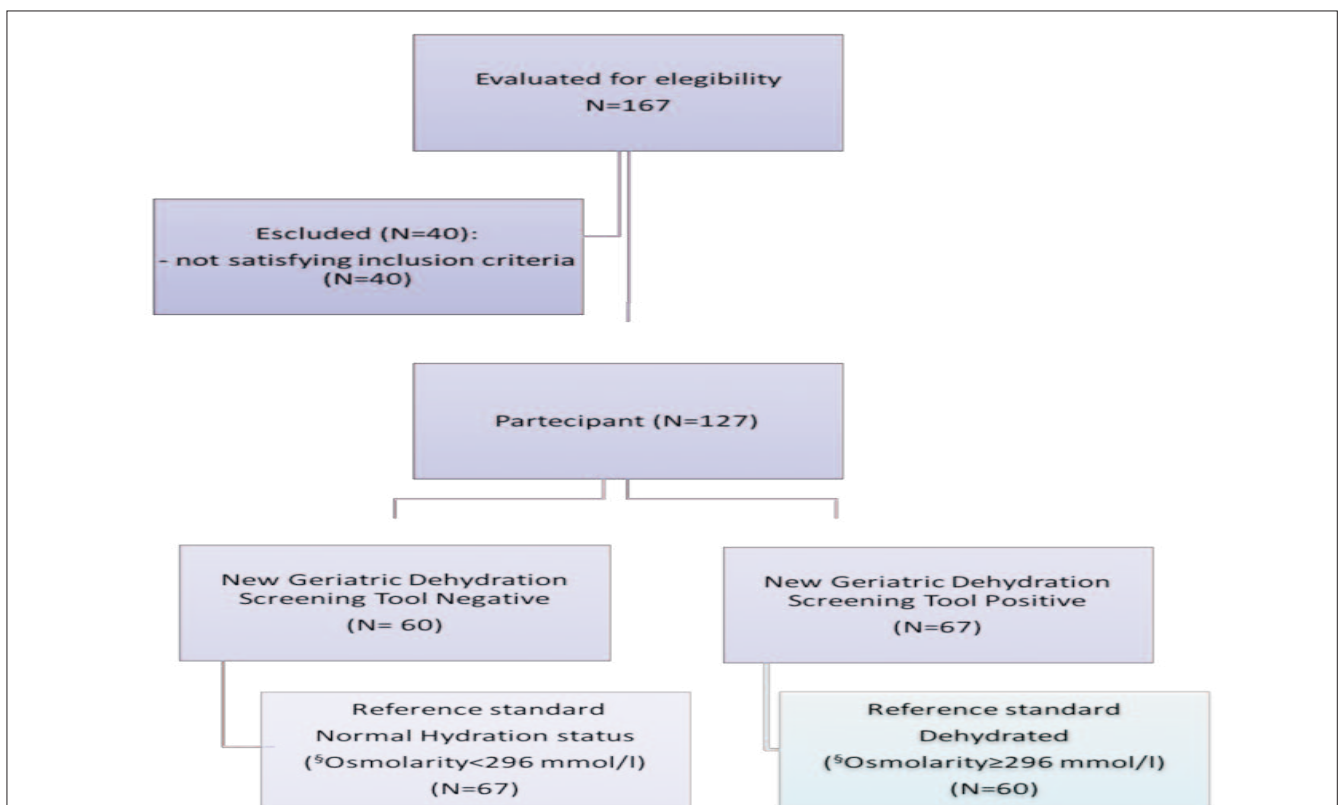 Evaluated for elegibility
N=167
Escluded (N=40):
- not satisfying inclusion criteria
(N=40)
Partecipant (N=127)
New Geriatric Dehydration
Screening Tool Negative
(N= 60)
New Geriatric Dehydration
Screening Tool Positive
(N=67)
Reference standard
Normal Hydration status
(§Osmolarity<296 mmol/l)
(N=67)
Reference standard
Dehydrated
(§Osmolarity≥296 mmol/l)
(N=60)